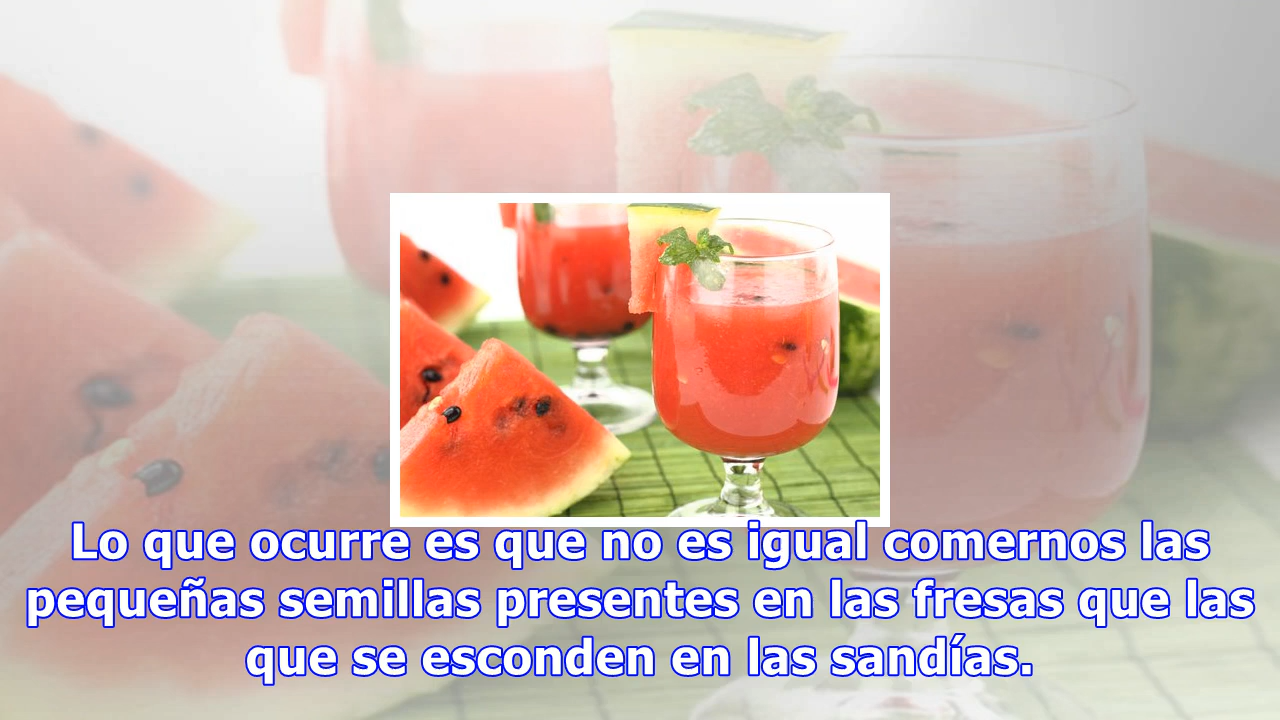 Lo que ocurre es que no es igual comernos las
pequeñas semillas presentes en las fresas que las
que se esconden en las sandías.